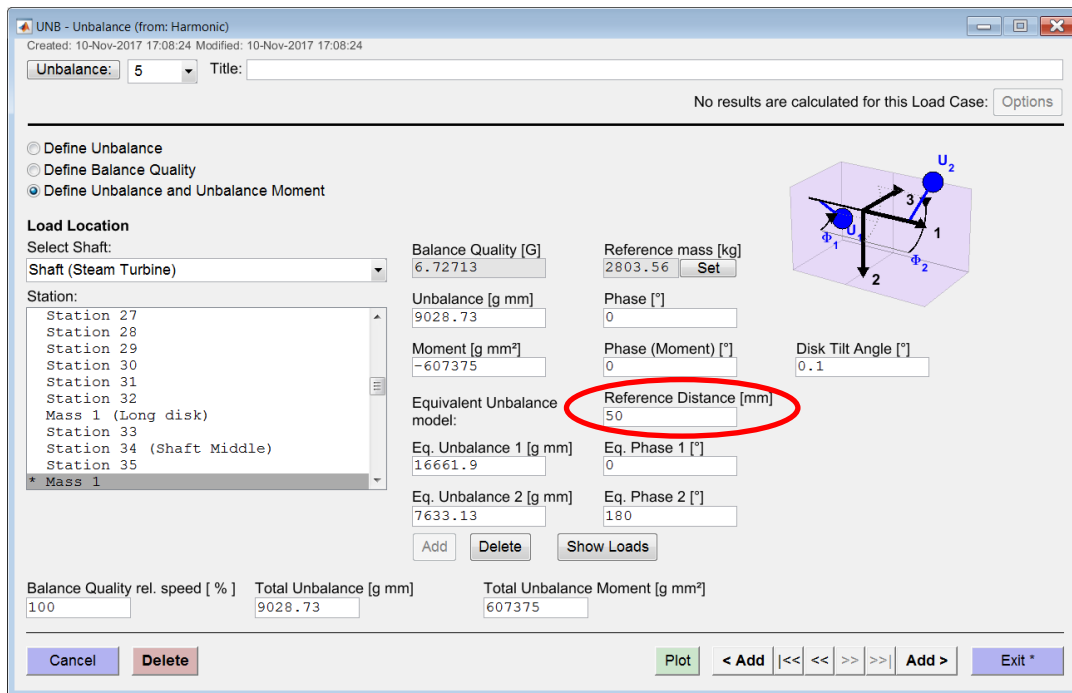 UNB - Unbalance (from: Harmonic)
Created: 10-Nov-2017 17:08:24 Modified: 10-Nov-2017 17:08:24
Unbalance: 5 Title:
No results are calculated for this Load Case: Options
Define Unbalance
Define Balance Quality
Define Unbalance and Unbalance Moment
U2
3
U1
1
Φ1
Φ2
2
Load Location
Select Shaft:
Shaft (Steam Turbine)
Station:
Station 27
Station 28
Station 29
Station 30
Station 31
Station 32
Mass 1 (Long disk)
Station 33
Station 34 (Shaft Middle)
Station 35
* Mass 1
Balance Quality [G] Reference mass [kg]
6.72713 2803.56 Set
Unbalance [g mm] Phase [°]
9028.73 0
Moment [g mm²] Phase (Moment) [°] Disk Tilt Angle [°]
-607375 0 0.1
Equivalent Unbalance
model:
Reference Distance [mm]
50
Eq. Unbalance 1 [g mm] Eq. Phase 1 [°]
16661.9 0
Eq. Unbalance 2 [g mm] Eq. Phase 2 [°]
7633.13 180
Add Delete Show Loads
Balance Quality rel. speed [ % ] Total Unbalance [g mm] Total Unbalance Moment [g mm²]
100 9028.73 607375
Cancel Delete Plot < Add |<< << >> >>| Add > Exit *